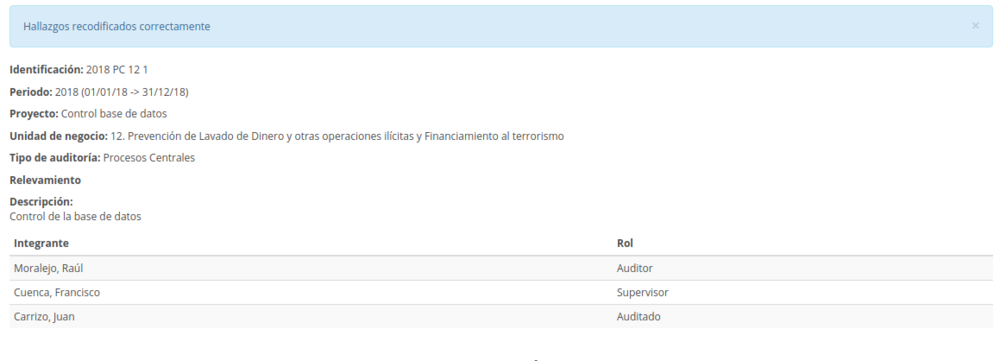 Hallazgos recodificados correctamente ×
Identificación: 2018 PC 12 1
Periodo: 2018 (01/01/18 -> 31/12/18)
Proyecto: Control base de datos
Unidad de negocio: 12. Prevención de Lavado de Dinero y otras operaciones ilícitas y Financiamiento al terrorismo
Tipo de auditoría: Procesos Centrales
Relevamiento
Descripción:
Control de la base de datos
Integrante Rol
Moralejo, Raúl Auditor
Cuenca, Francisco Supervisor
Carrizo, Juan Auditado